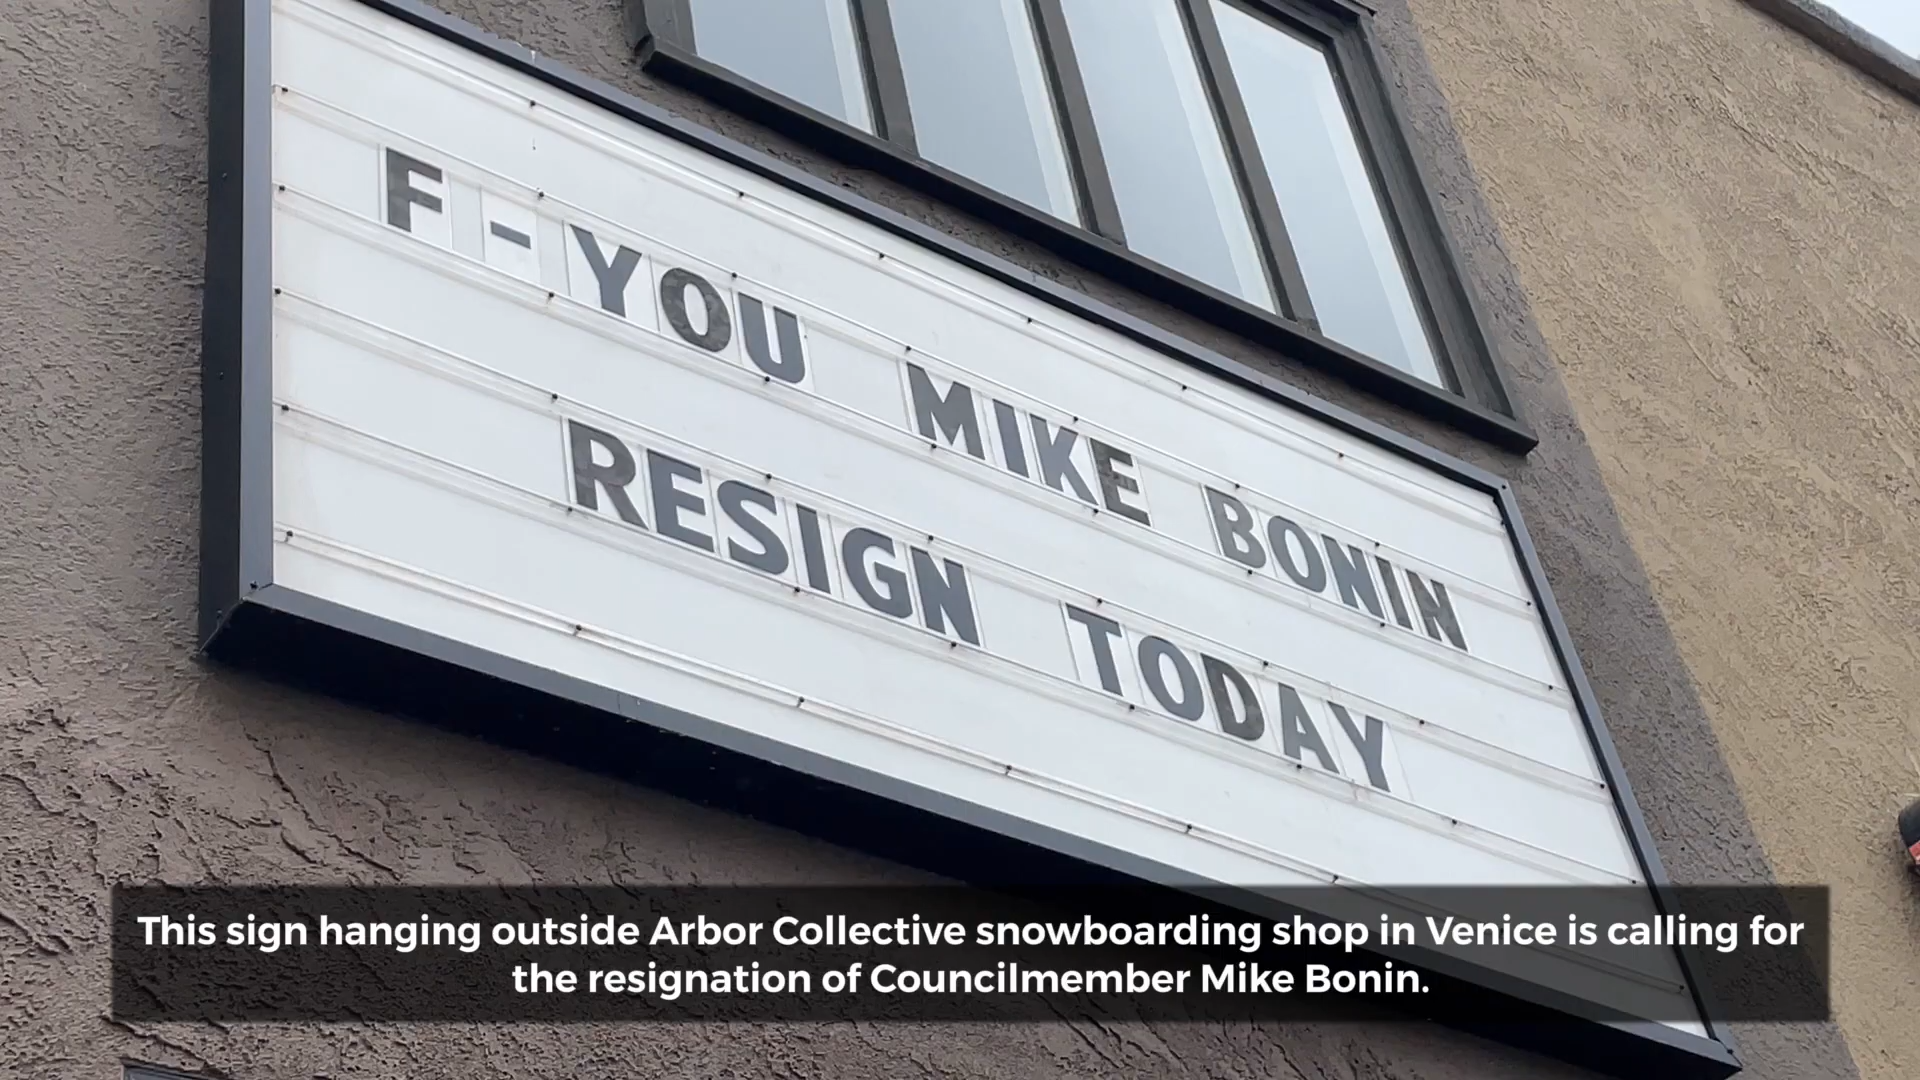 F-YOU MIKE BONIN
RESIGN TODAY
This sign hanging outside Arbor Collective snowboarding shop in Venice is calling for
the resignation of Councilmember Mike Bonin.